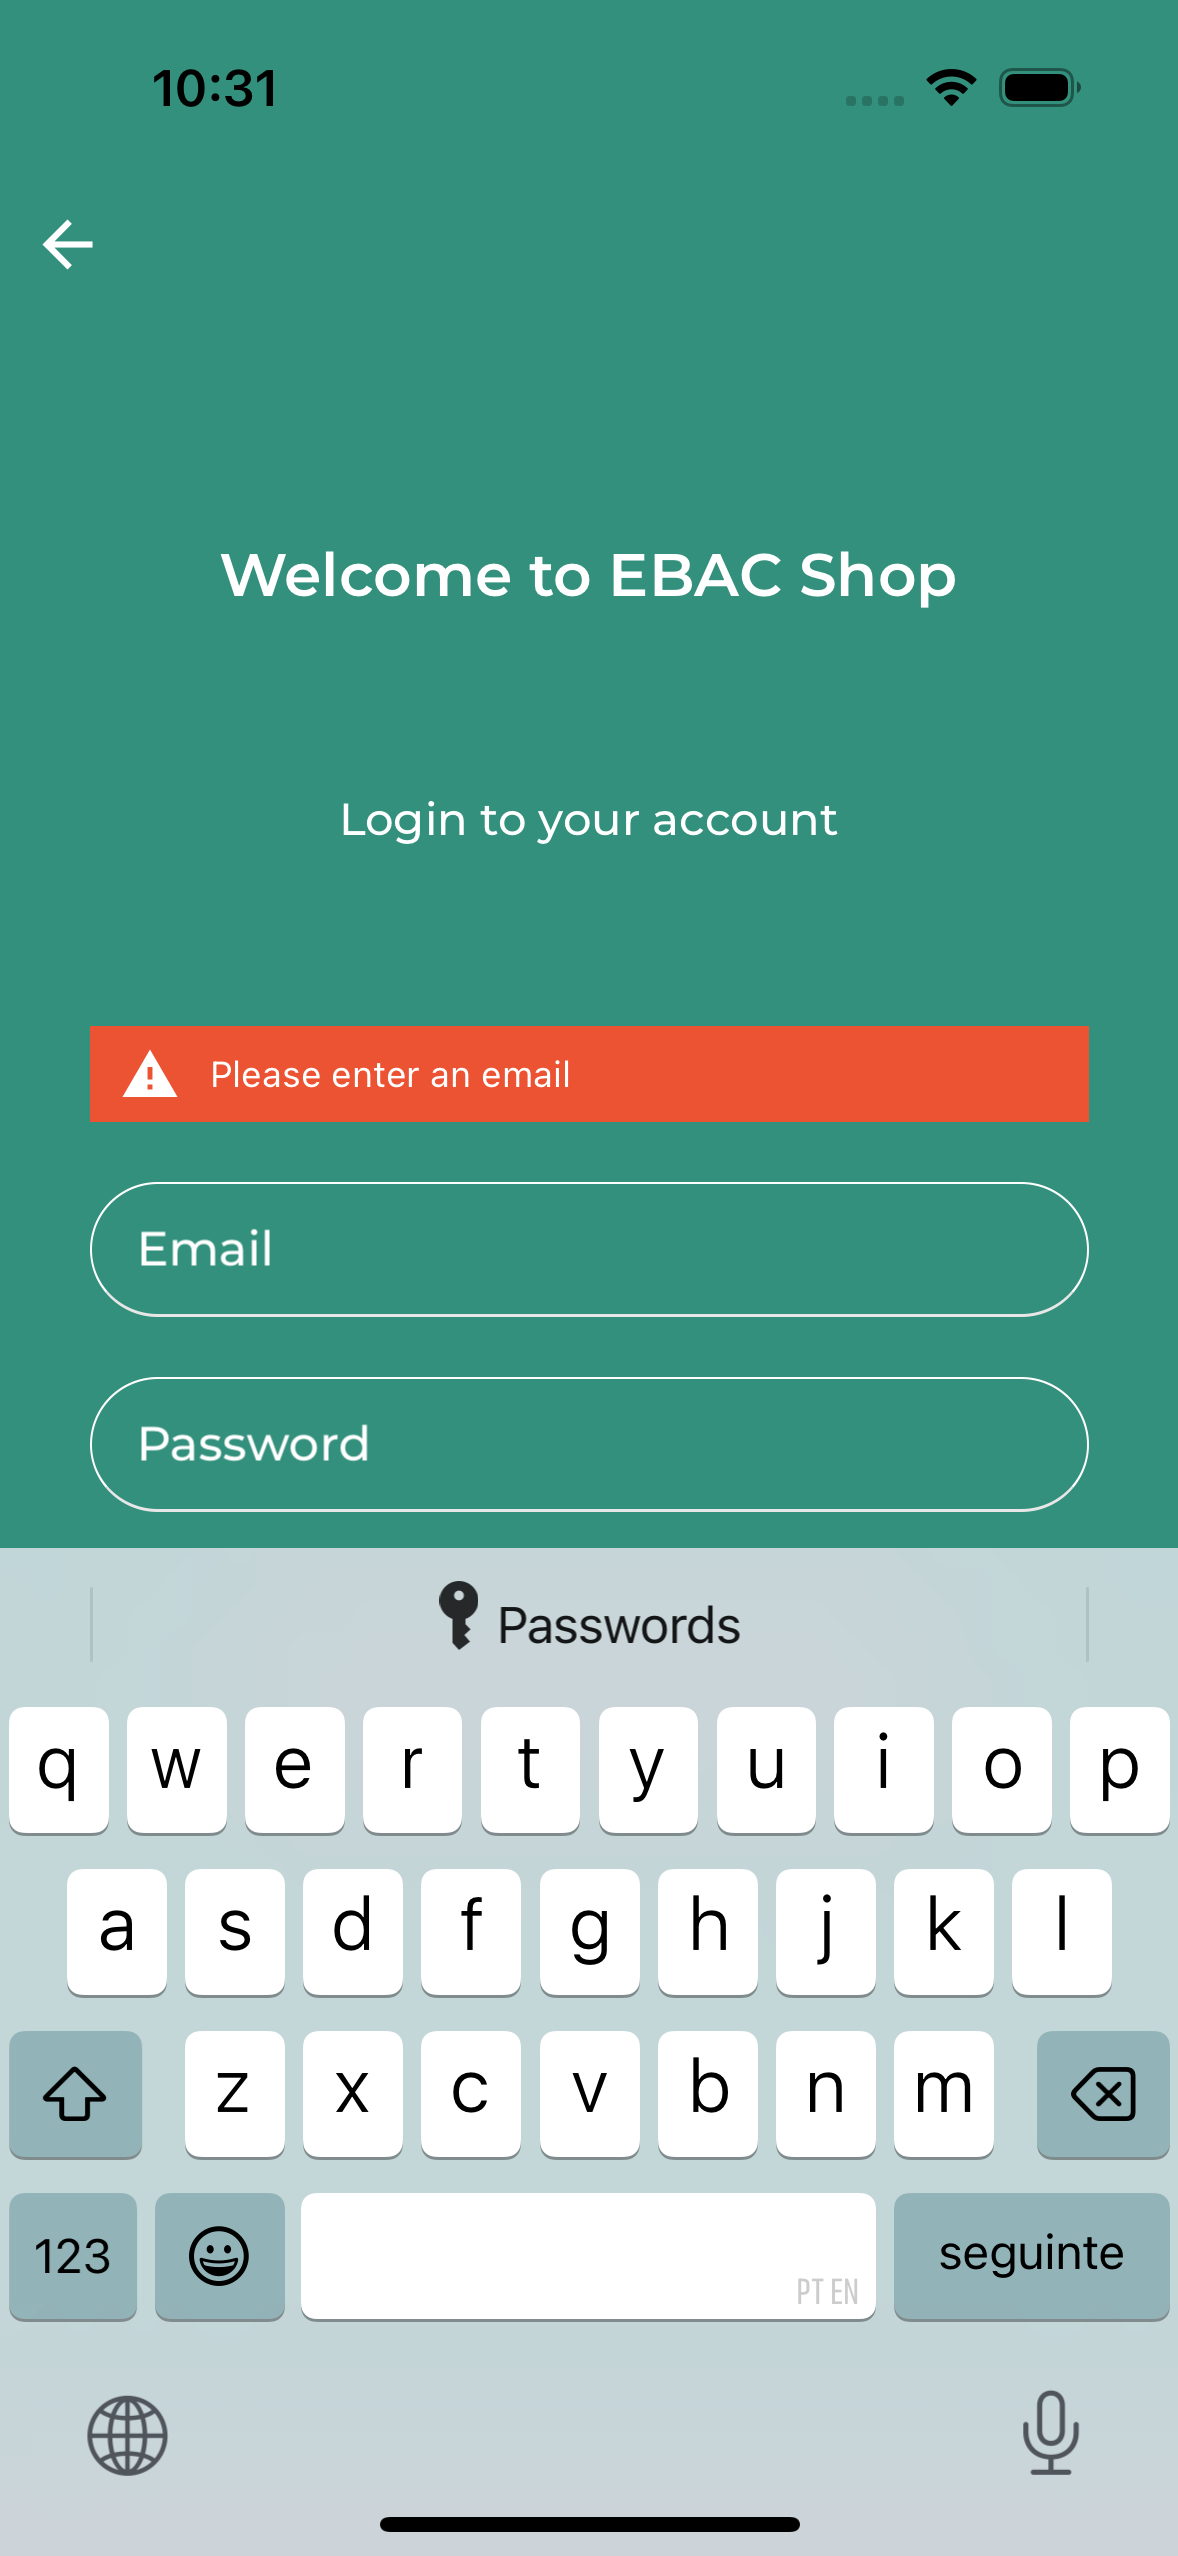 10:31
Welcome to EBAC Shop
Login to your account
Please enter an email
Email
Password
Passwords
q w e r t y u i o p
a s d f g h j k l
z x c v b n m
123 PT EN seguinte